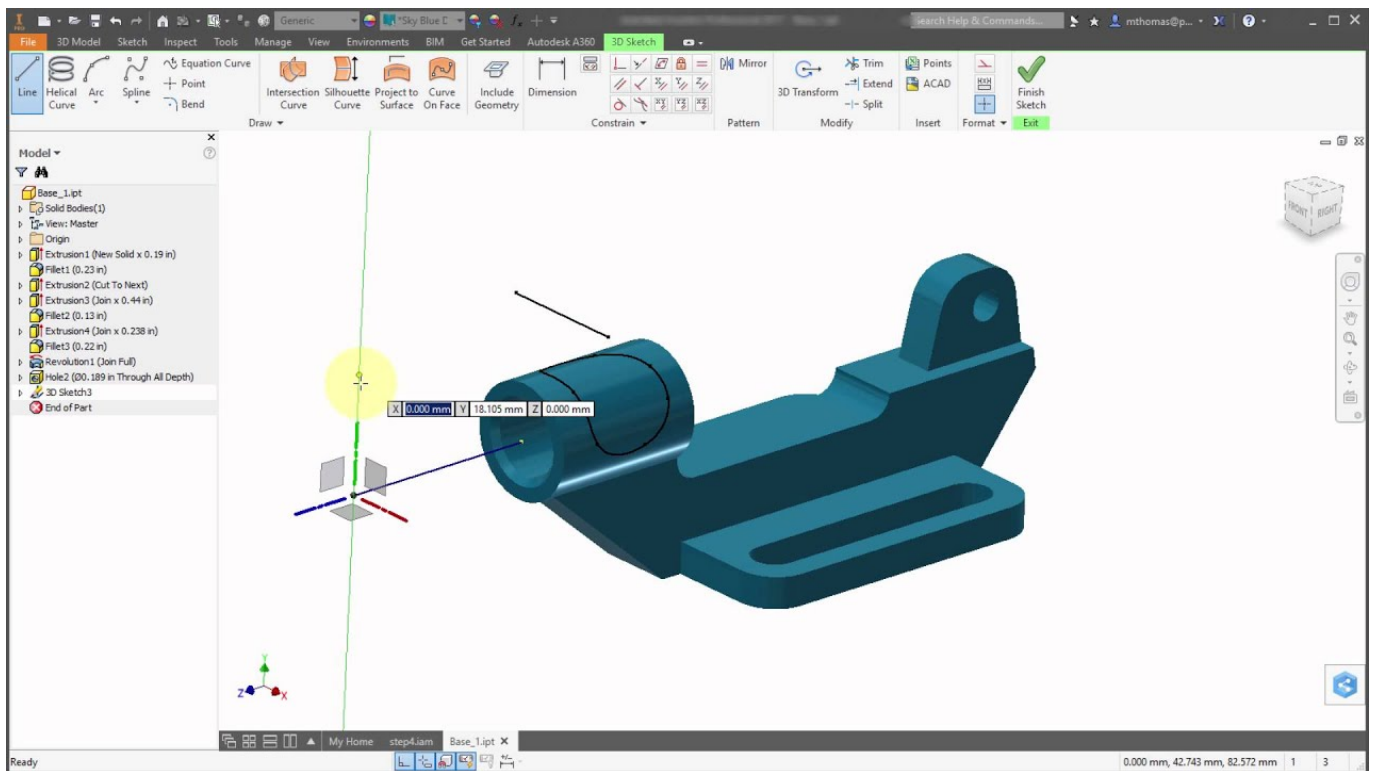 PRO
Generic
*Sky Blue D
Search Help & Commands...
mthomas@p...
File 3D Model Sketch Inspect Tools Manage View Environments BIM Get Started Autodesk A360 3D Sketch
Line
Helical Curve
Arc
Spline
Equation Curve
Point
Bend
Intersection Curve
Silhouette Curve
Project to Surface
Curve On Face
Include Geometry
Dimension
Mirror
3D Transform
Trim
Extend
Split
Points
ACAD
Finish Sketch
Draw Constrain Pattern Modify Insert Format Exit
Model
Base_1.ipt
Solid Bodies(1)
View: Master
Origin
Extrusion1 (New Solid x 0.19 in)
Fillet1 (0.23 in)
Extrusion2 (Cut To Next)
Extrusion3 (Join x 0.44 in)
Fillet2 (0.13 in)
Extrusion4 (Join x 0.238 in)
Fillet3 (0.22 in)
Revolution1 (Join Full)
Hole2 (Ø0.189 in Through All Depth)
3D Sketch3
End of Part
FRONT RIGHT
X 0.000 mm Y 18.105 mm Z 0.000 mm
Y
Z X
My Home step4.iam Base_1.ipt
Ready 0.000 mm, 42.743 mm, 82.572 mm 1 3